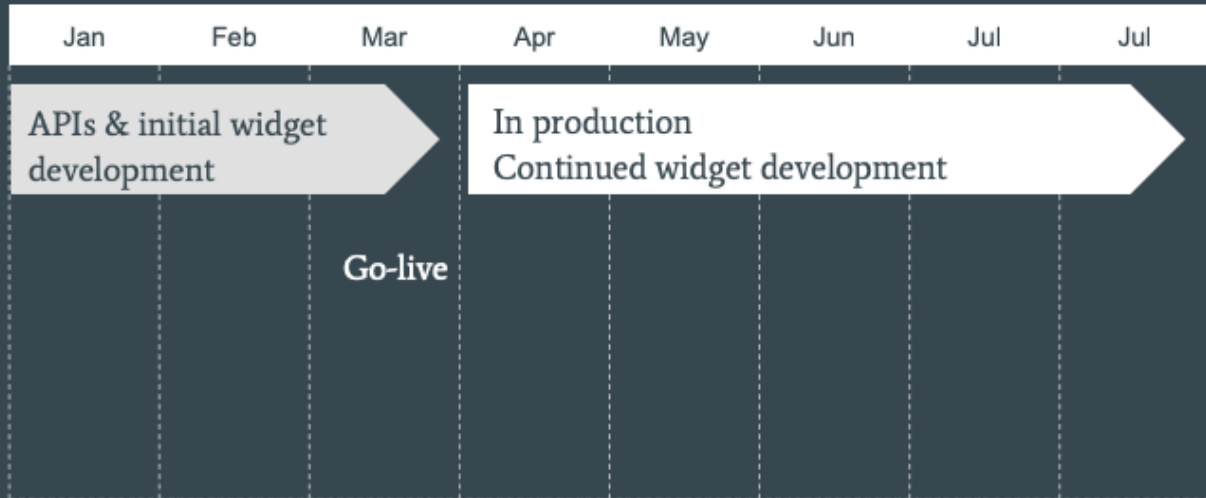 Jan Feb Mar Apr May Jun Jul Jul
APIs & initial widget
development
In production
Continued widget development
Go-live